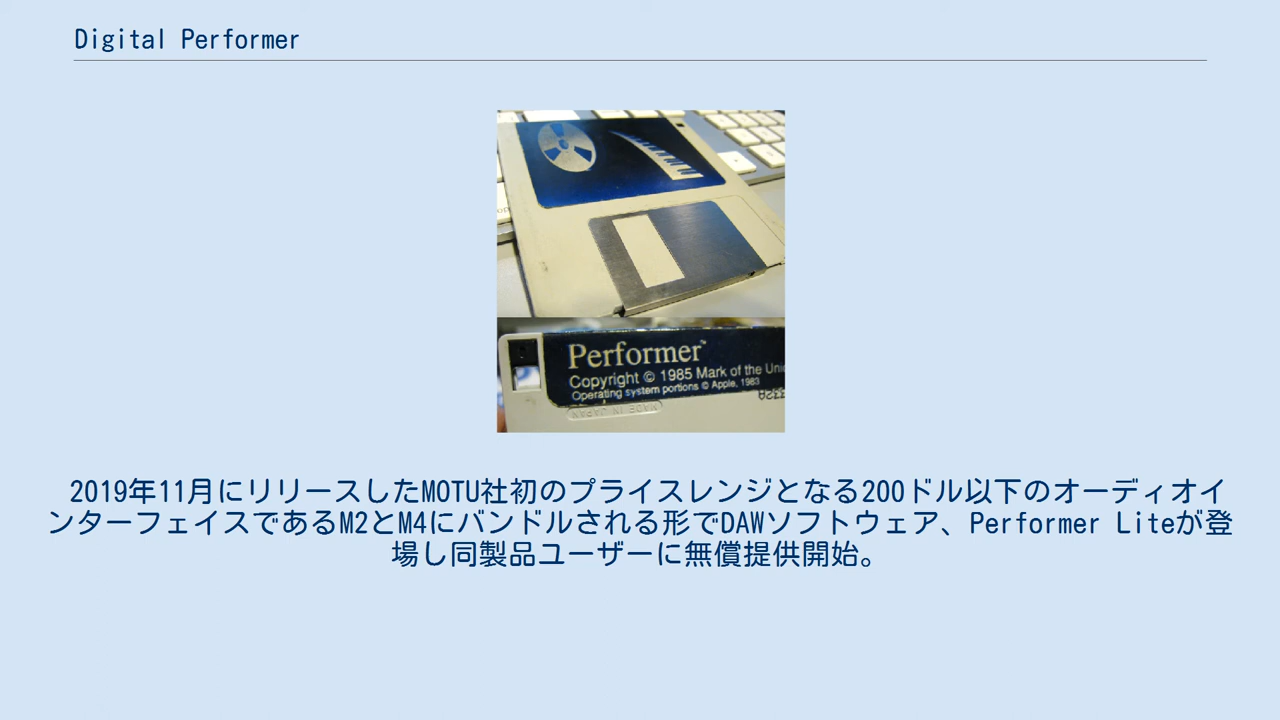 Digital Performer
Performer™
Copyright © 1985 Mark of the
Operating system portions © Apple, 1983
MADE IN JAPAN
2019年11月にリリースしたMOTU社初のプライスレンジとなる200ドル以下のオーディオイ
ンターフェイスであるM2とM4にバンドルされる形でDAWソフトウェア、Performer Liteが登
場し同製品ユーザーに無償提供開始。